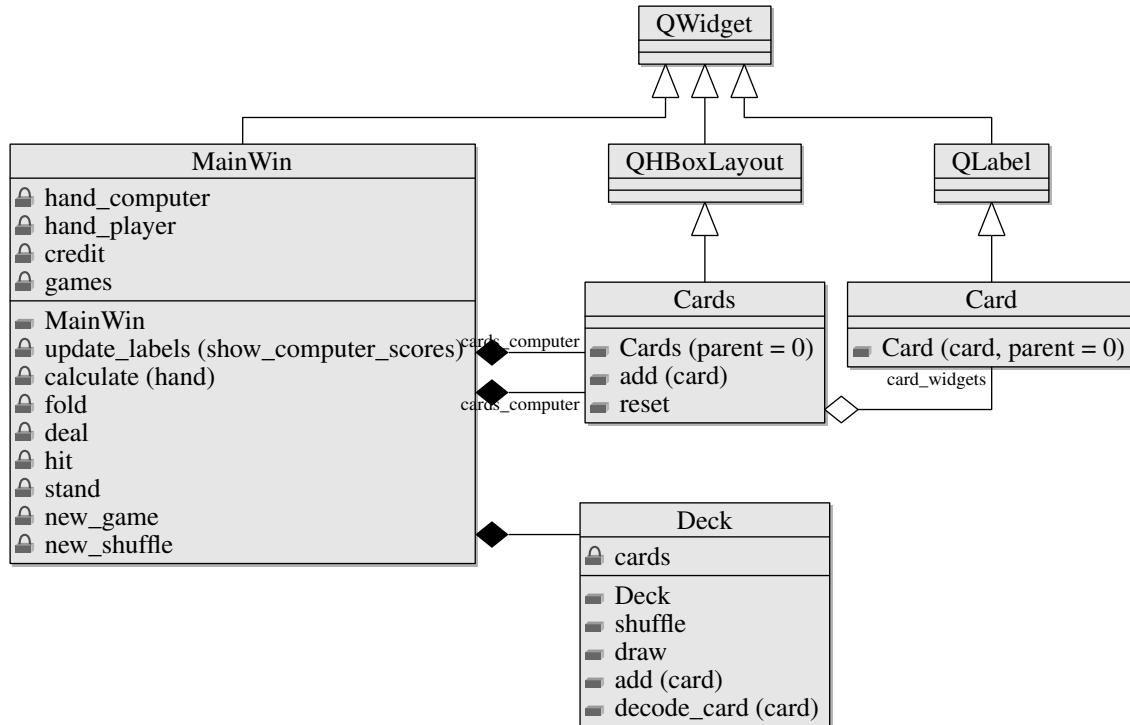 QWidget
MainWin
hand_computer
hand_player
credit
games
MainWin
update_labels (show_computer_scores)
calculate (hand)
fold
deal
hit
stand
new_game
new_shuffle
QHBoxLayout
QLabel
Cards
Cards (parent = 0)
add (card)
reset
Card
Card (card, parent = 0)
cards_computer
cards_computer
card_widgets
Deck
cards
Deck
shuffle
draw
add (card)
decode_card (card)